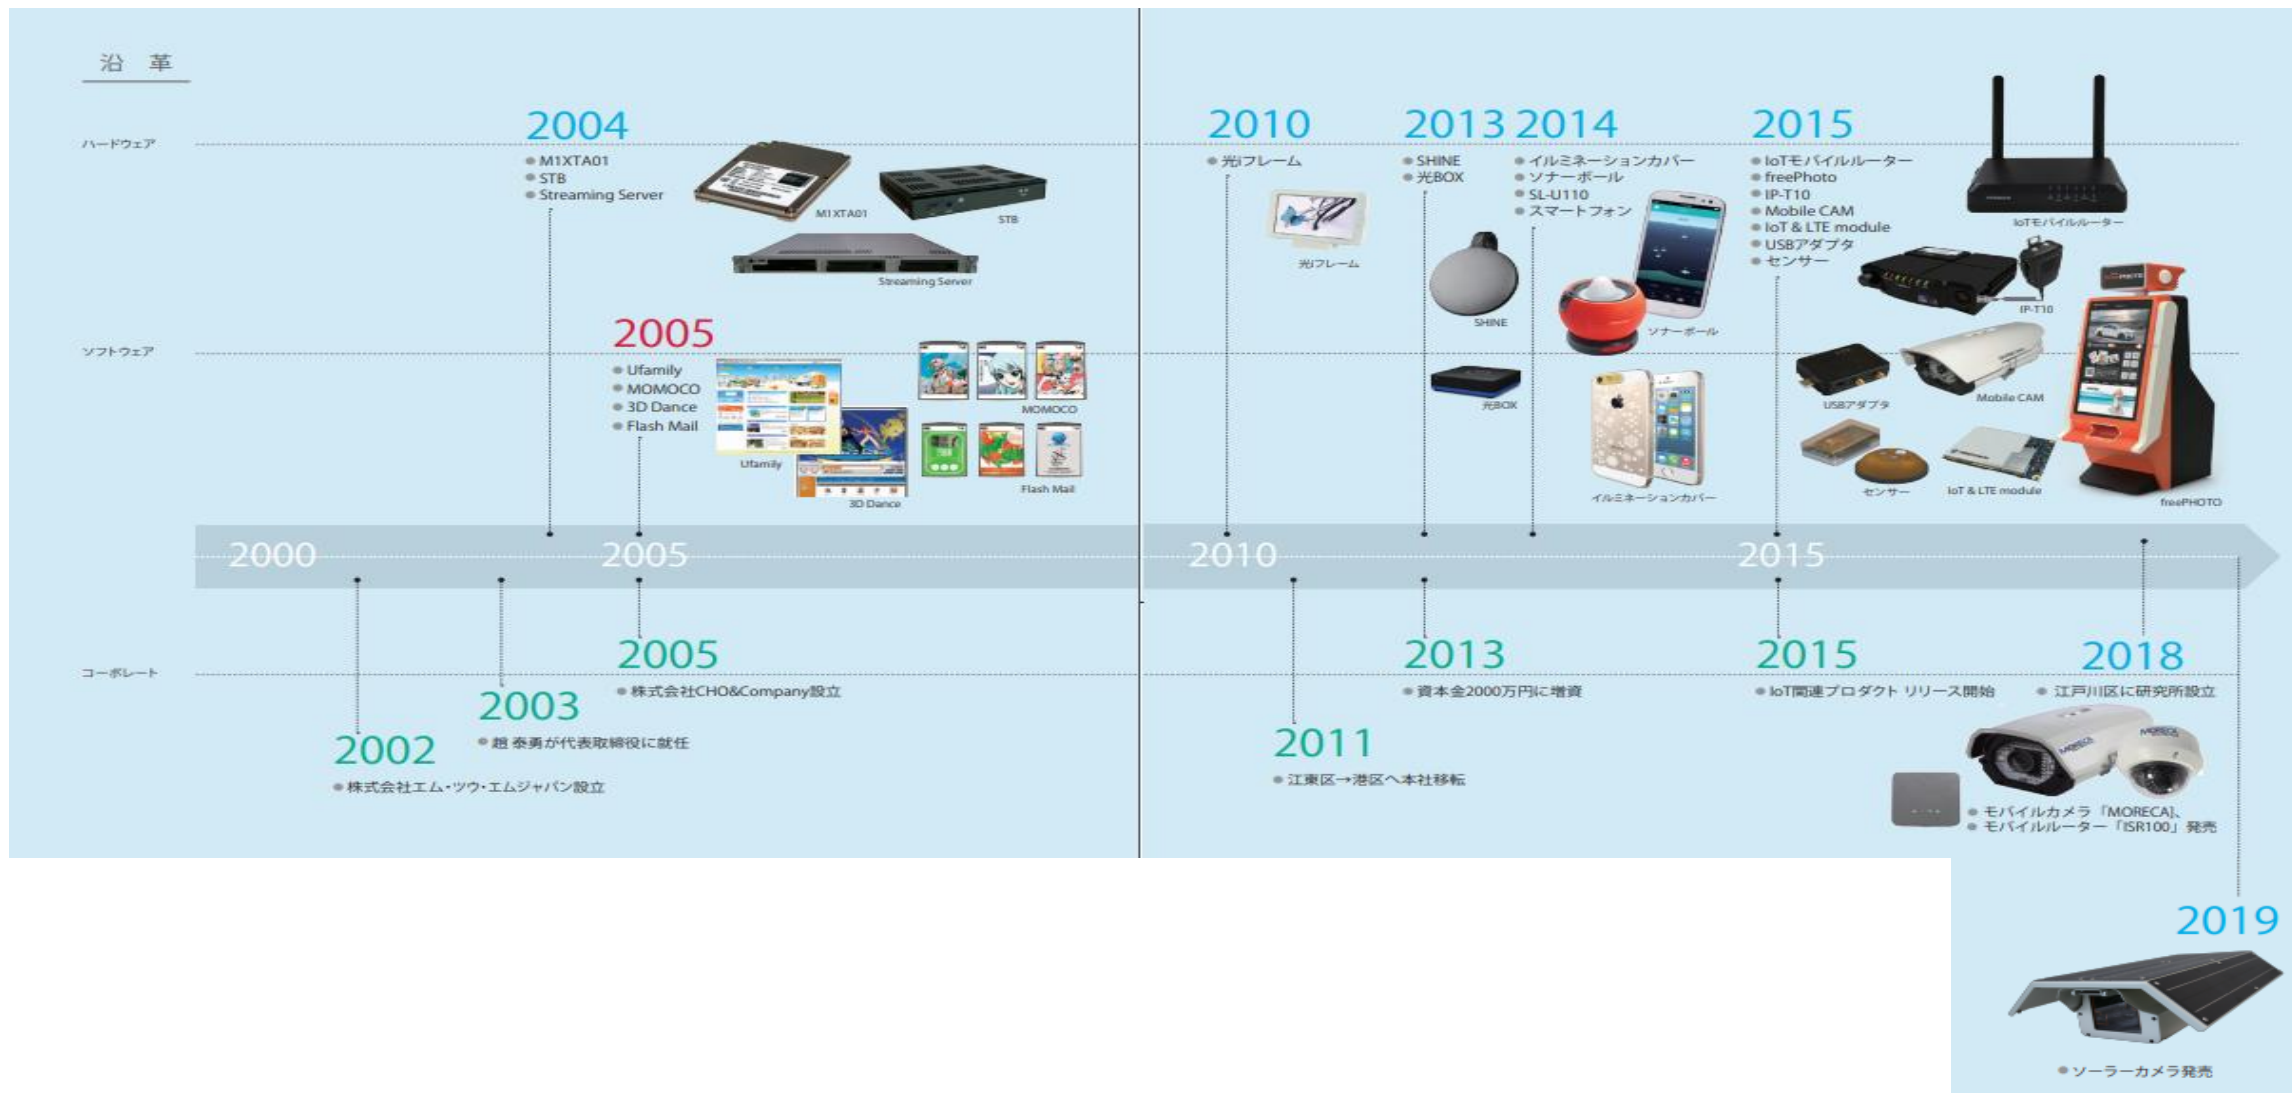 沿 革
ハードウェア
2004
● M1XTA01
● STB
● Streaming Server
M1XTA01
STB
Streaming Server
2010
● 光iフレーム
光iフレーム
2013
● SHINE
● 光BOX
SHINE
光BOX
2014
● イルミネーションカバー
● ソナーボール
● SL-U110
● スマートフォン
ソナーボール
イルミネーションカバー
2015
● IoTモバイルルーター
● freePhoto
● IP-T10
● Mobile CAM
● IoT & LTE module
● USBアダプタ
● センサー
IoTモバイルルーター
IP-T10
USBアダプタ
Mobile CAM
センサー
IoT & LTE module
freePHOTO
ソフトウェア
2005
● Ufamily
● MOMOCO
● 3D Dance
● Flash Mail
Ufamily
3D Dance
MOMOCO
Flash Mail
2000
2005
2010
2015
コーポレート
2002
● 株式会社エム・ツウ・エムジャパン設立
2003
● 趙 泰勇が代表取締役に就任
2005
● 株式会社CHO&Company設立
2011
● 江東区→港区へ本社移転
2013
● 資本金2000万円に増資
2015
● IoT関連プロダクト リリース開始
2018
● 江戸川区に研究所設立
MORECA
MORECA
● モバイルカメラ「MORECA]、
● モバイルルーター「ISR100」発売
2019
● ソーラーカメラ発売